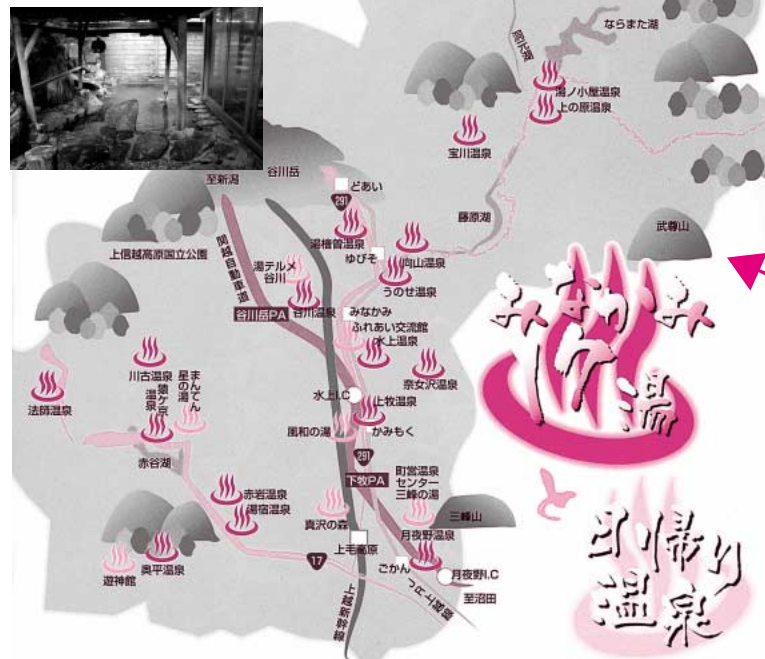 ならまた湖
湯ノ小屋温泉
上の原温泉
宝川温泉
谷川岳
至新潟
どあい
291
藤原湖
武尊山
上信越高原国立公園
関越自動車道
湯檜曽温泉
ゆびそ
向山温泉
湯テルメ
谷川
うのせ温泉
谷川温泉
みなかみ
谷川岳PA
ふれあい交流館
水上温泉
川古温泉
奈女沢温泉
まんてん
星の湯
猿ケ京
温泉
法師温泉
水上I.C
上牧温泉
風和の湯
かみもく
赤谷湖
291
下牧PA
町営温泉
センター
三峰の湯
赤岩温泉
湯宿温泉
真沢の森
三峰山
月夜野温泉
上毛高原
奥平温泉
遊神館
17
ごかん
月夜野I.C
至沼田
JR上越線
上越新幹線
みなかみ
湯
と
日帰り
温泉